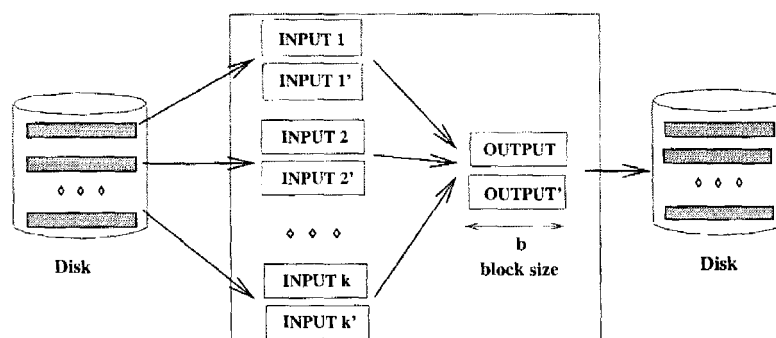 INPUT 1
INPUT 1'
INPUT 2
INPUT 2'
INPUT k
INPUT k'
OUTPUT
OUTPUT'
b
block size
Disk
Disk